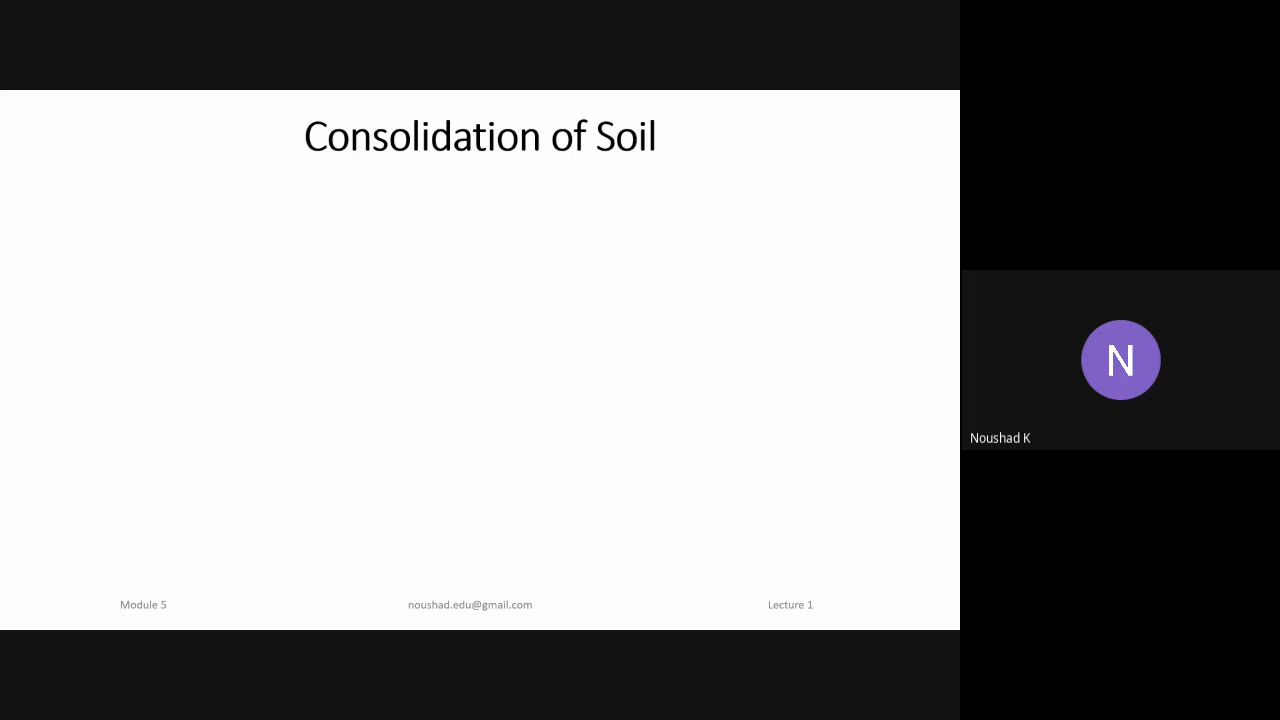 Consolidation of Soil
N
Noushad K
Module 5
noushad.edu@gmail.com
Lecture 1